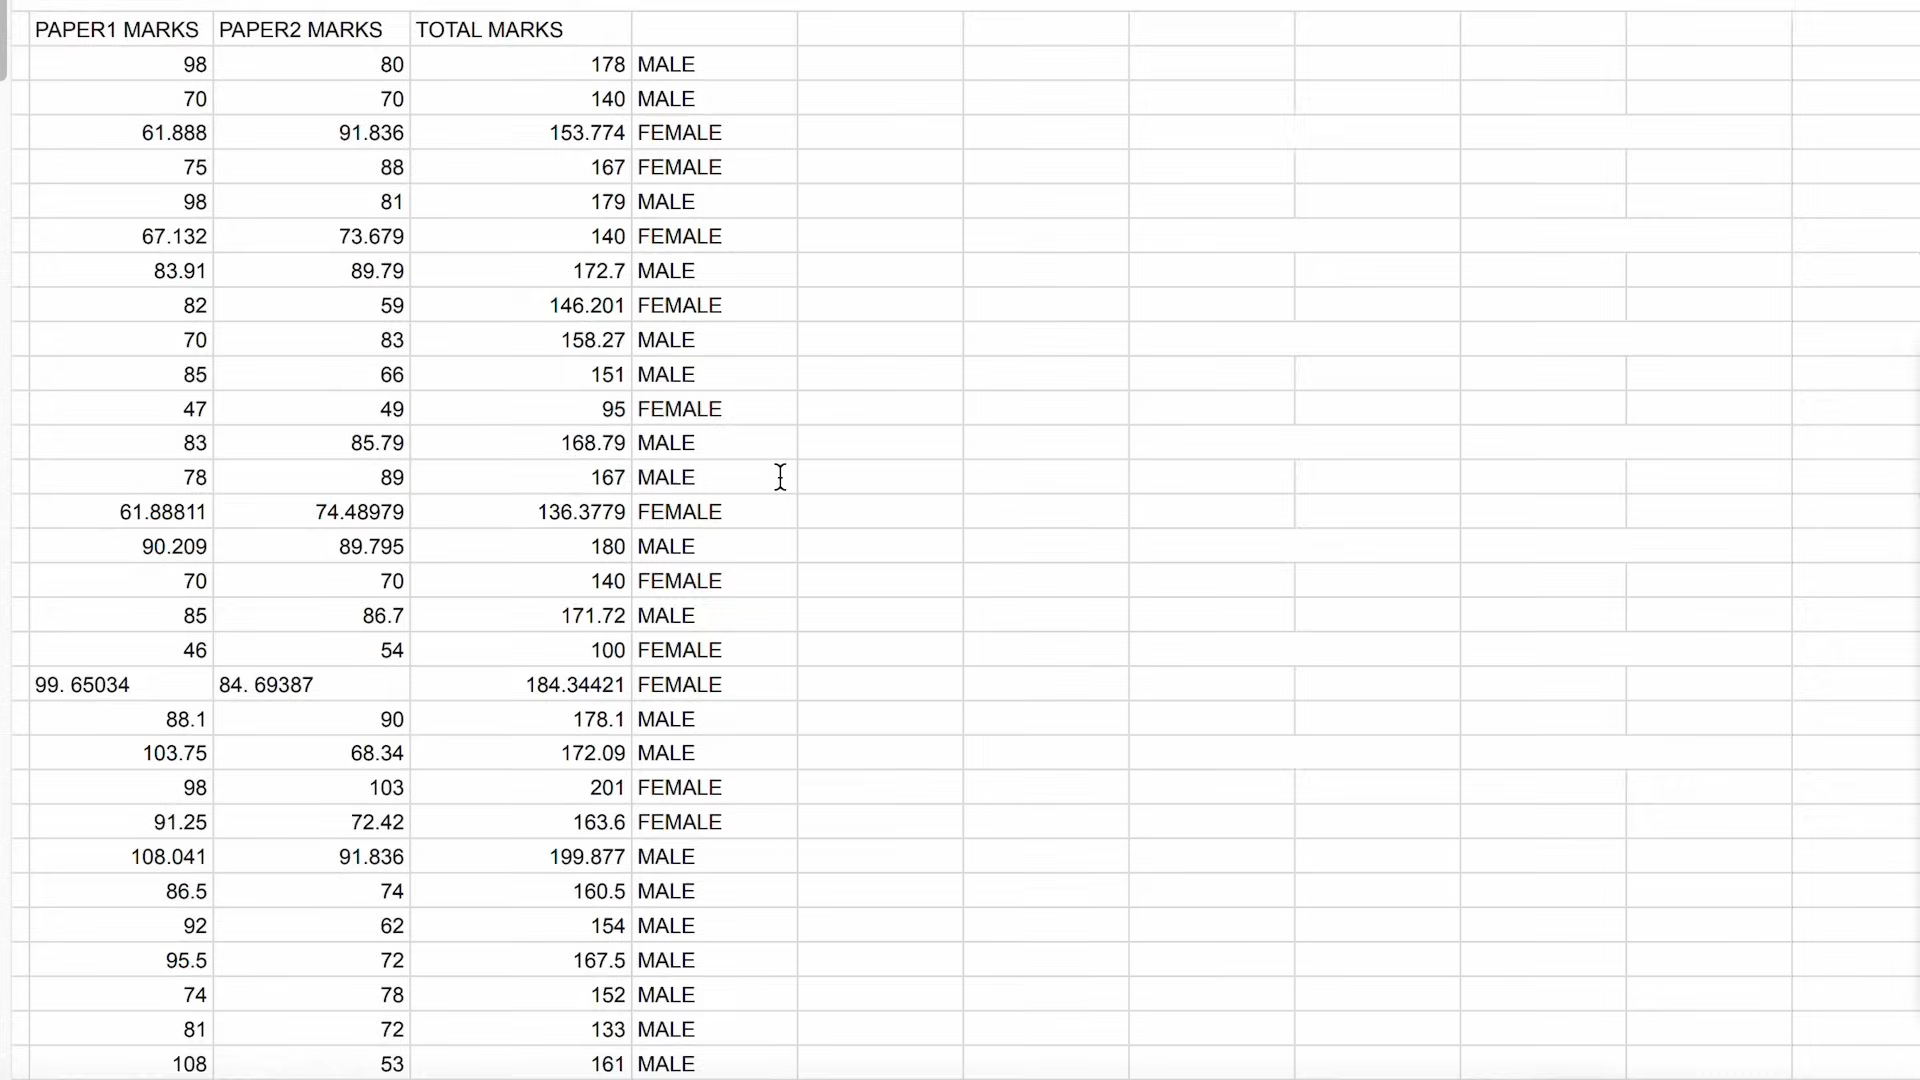 PAPER1 MARKS PAPER2 MARKS TOTAL MARKS
98 80 178 MALE
70 70 140 MALE
61.888 91.836 153.774 FEMALE
75 88 167 FEMALE
98 81 179 MALE
67.132 73.679 140 FEMALE
83.91 89.79 172.7 MALE
82 59 146.201 FEMALE
70 83 158.27 MALE
85 66 151 MALE
47 49 95 FEMALE
83 85.79 168.79 MALE
78 89 167 MALE
61.88811 74.48979 136.3779 FEMALE
90.209 89.795 180 MALE
70 70 140 FEMALE
85 86.7 171.72 MALE
46 54 100 FEMALE
99. 65034 84. 69387 184.34421 FEMALE
88.1 90 178.1 MALE
103.75 68.34 172.09 MALE
98 103 201 FEMALE
91.25 72.42 163.6 FEMALE
108.041 91.836 199.877 MALE
86.5 74 160.5 MALE
92 62 154 MALE
95.5 72 167.5 MALE
74 78 152 MALE
81 72 133 MALE
108 53 161 MALE